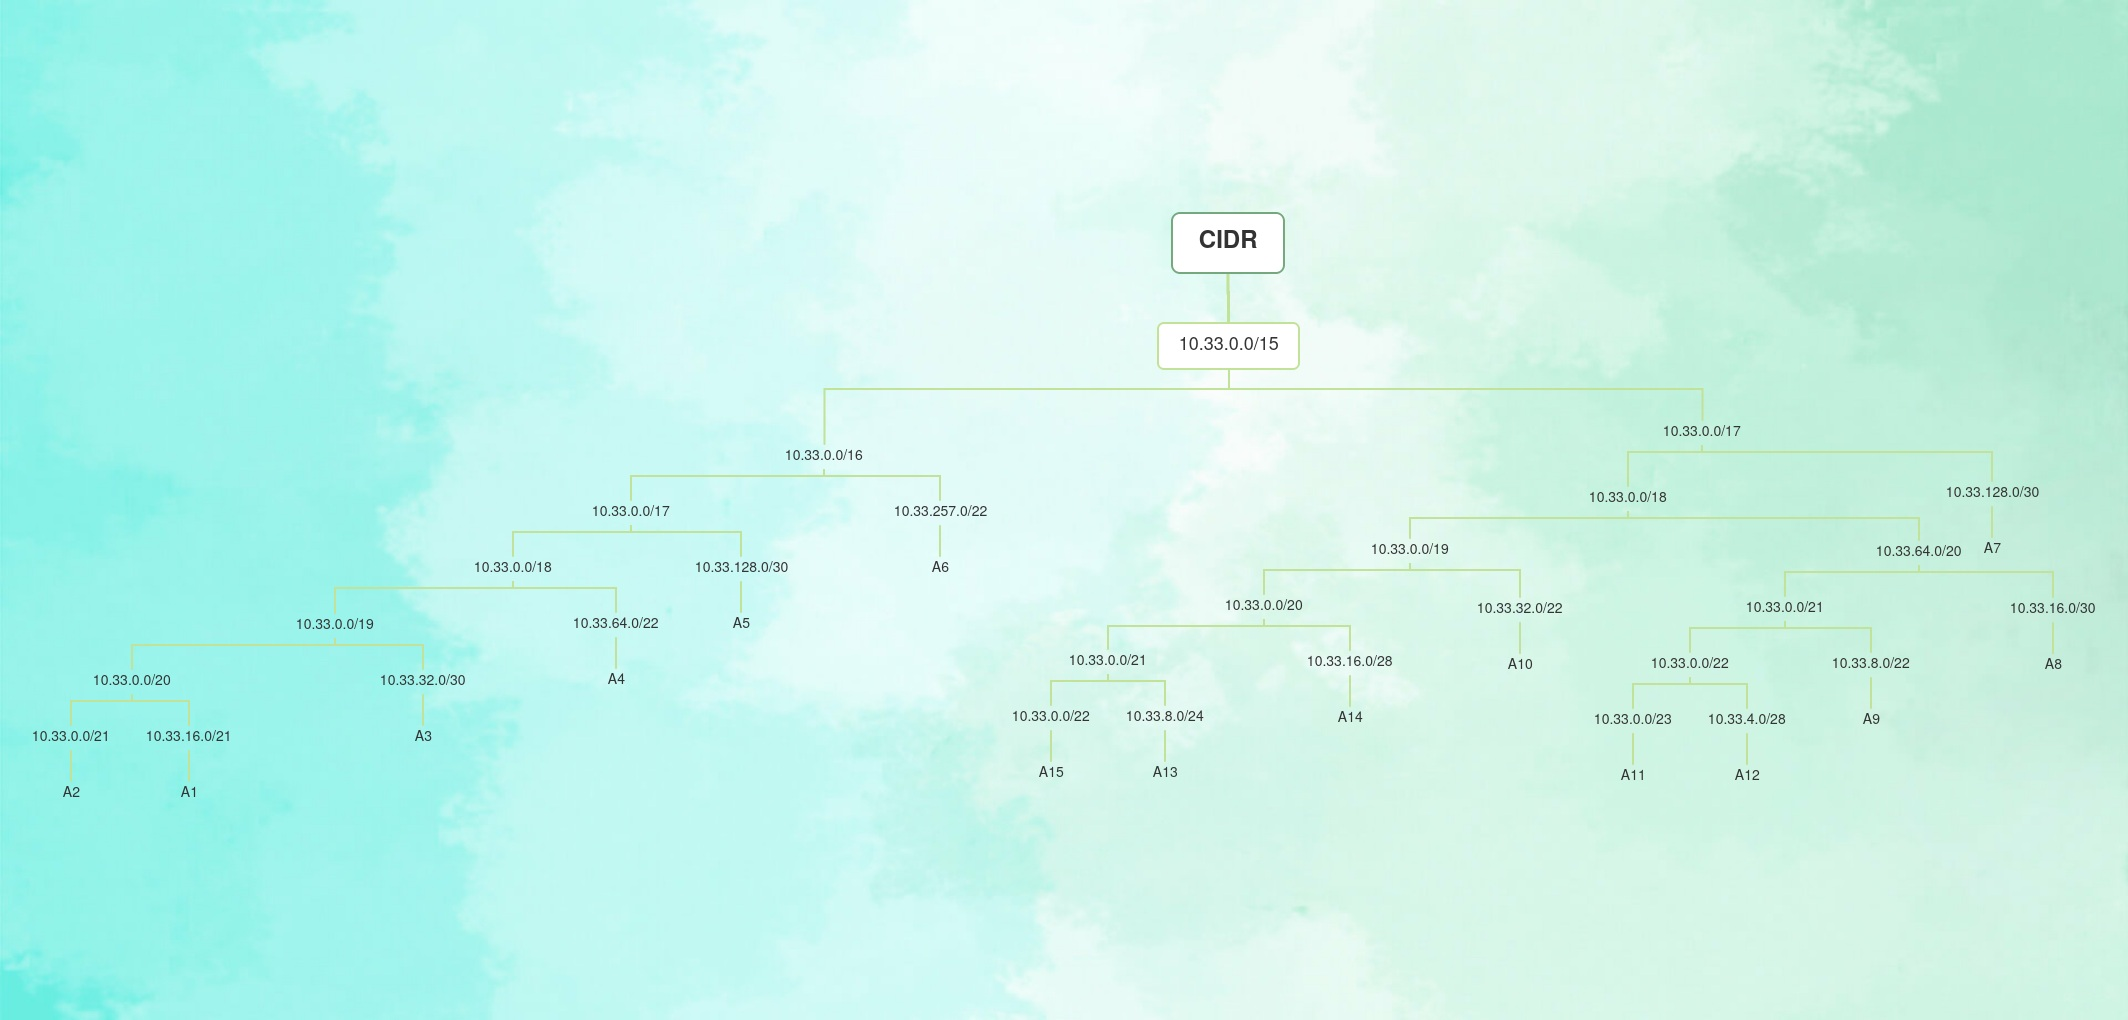 CIDR
10.33.0.0/15
10.33.0.0/17
10.33.0.0/16
10.33.128.0/30
10.33.0.0/18
10.33.0.0/17
10.33.257.0/22
10.33.0.0/19
10.33.64.0/20
A7
10.33.0.0/18
10.33.128.0/30
A6
10.33.0.0/20
10.33.32.0/22
10.33.0.0/21
10.33.16.0/30
10.33.0.0/19
10.33.64.0/22
A5
10.33.0.0/21
10.33.16.0/28
A10
10.33.0.0/22
10.33.8.0/22
A8
10.33.0.0/20
10.33.32.0/30
A4
10.33.0.0/22
10.33.8.0/24
A14
10.33.0.0/23
10.33.4.0/28
A9
10.33.0.0/21
10.33.16.0/21
A3
A15
A13
A11
A12
A2
A1